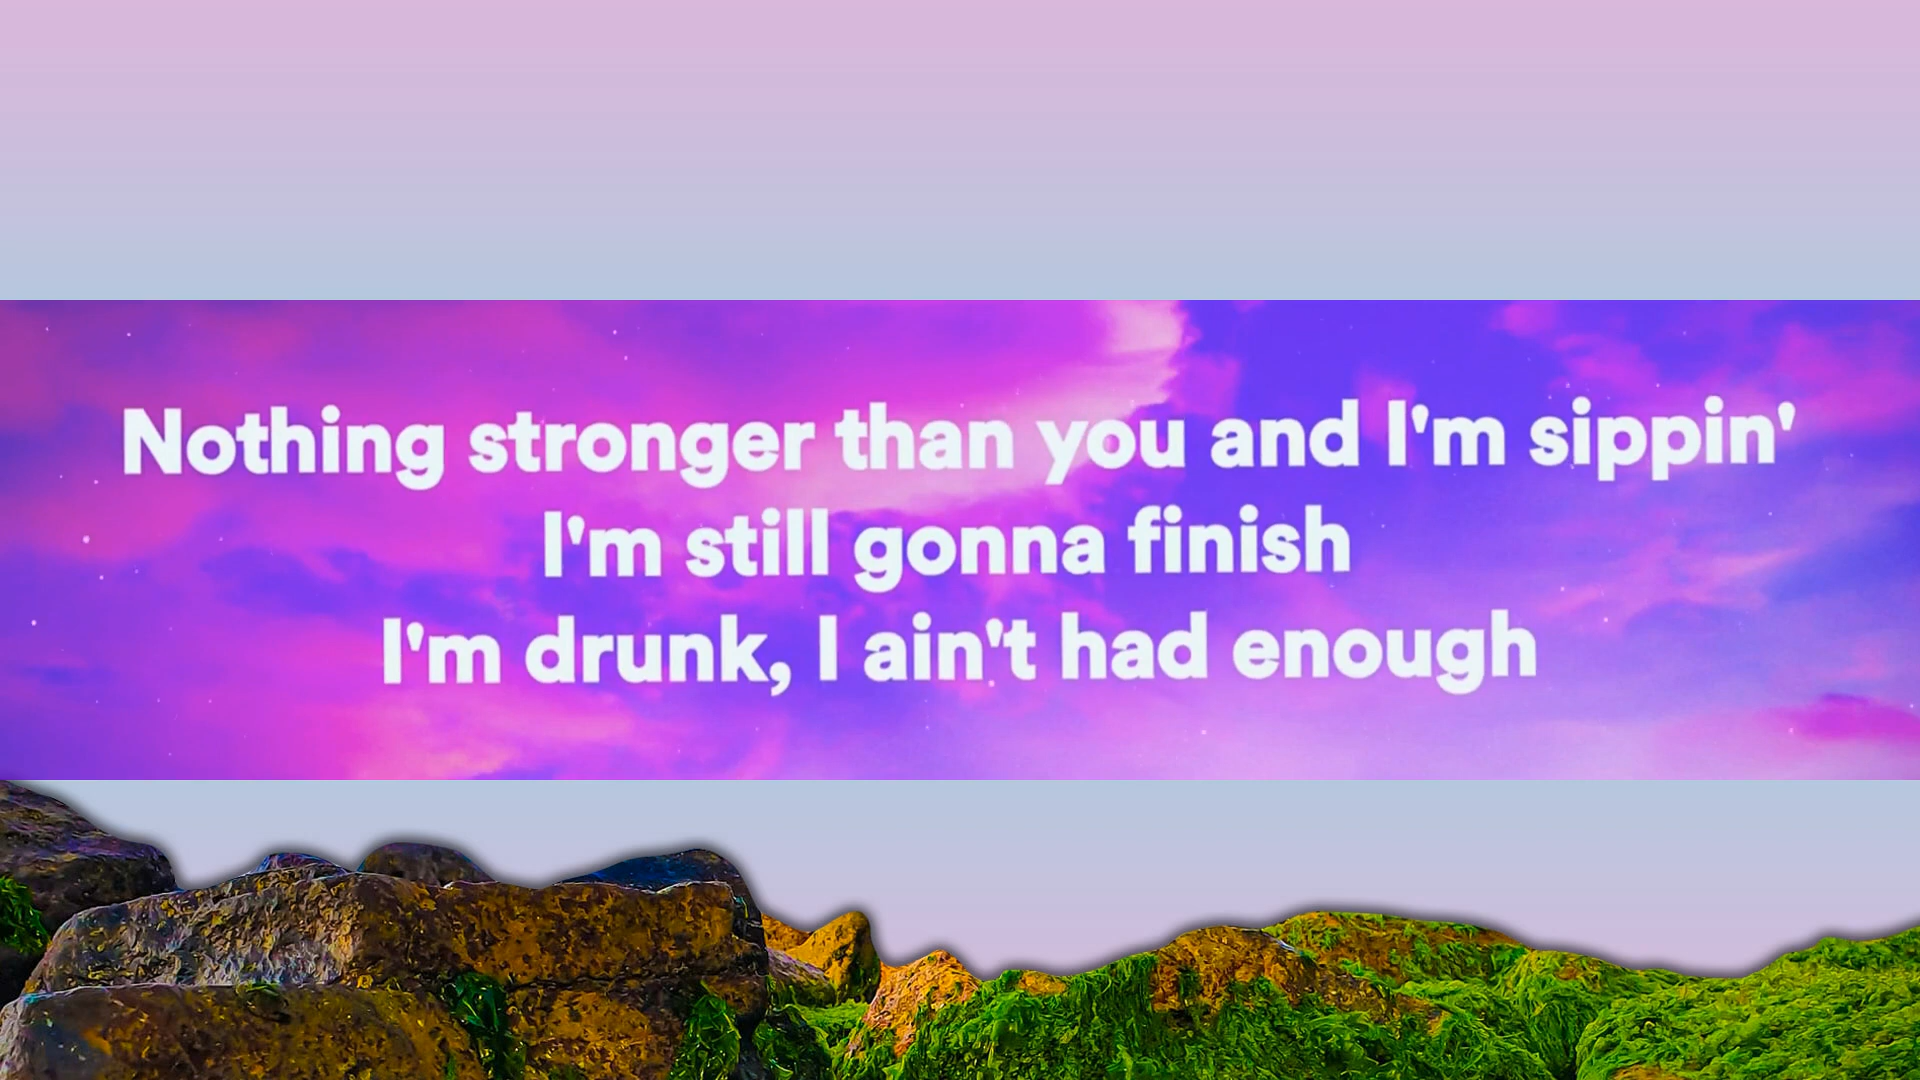 Nothing stronger than you and I'm sippin'
I'm still gonna finish
I'm drunk, I ain't had enough